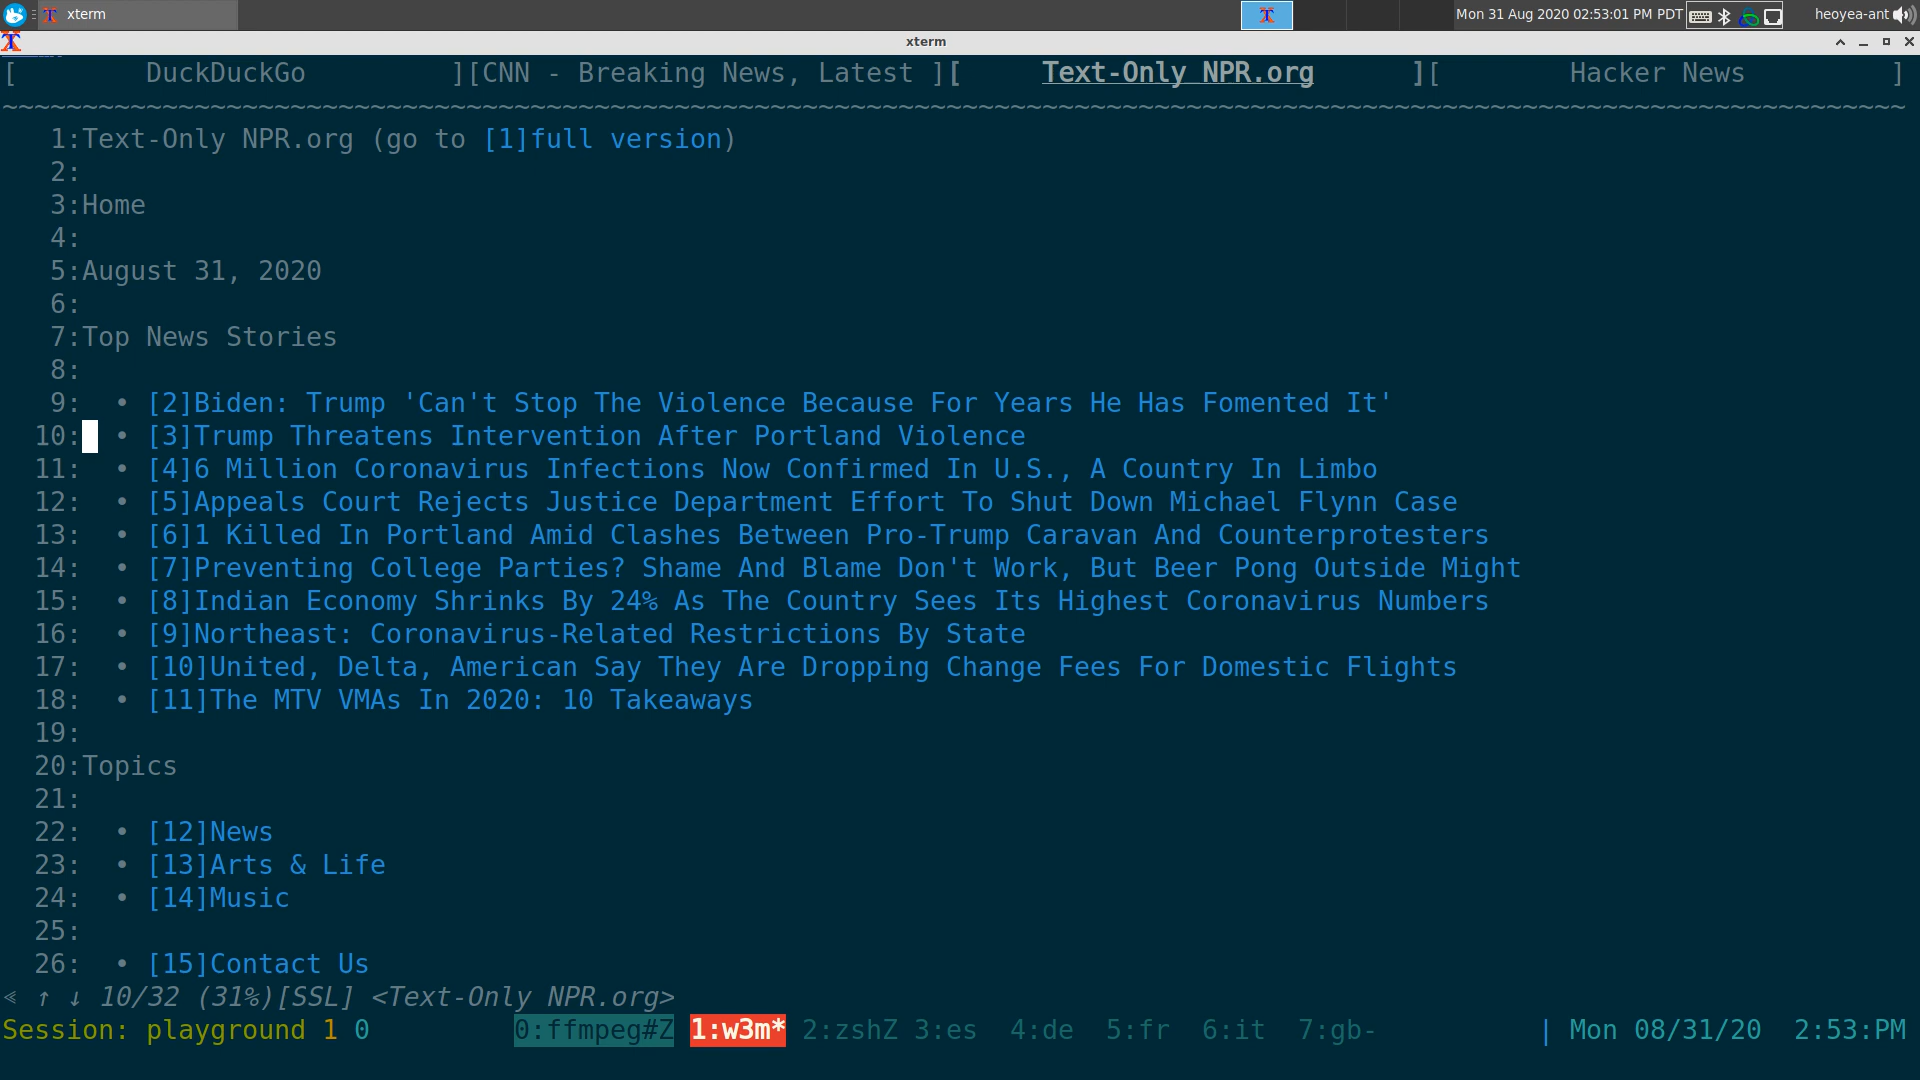 xterm Mon 31 Aug 2020 02:53:01 PM PDT heoyea-ant
xterm
[ DuckDuckGo ][CNN - Breaking News, Latest ][ Text-Only NPR.org ][ Hacker News ]
~~~~~~~~~~~~~~~~~~~~~~~~~~~~~~~~~~~~~~~~~~~~~~~~~~~~~~~~~~~~~~~~~~~~~~~~~~~~~~~~~~~~~~~~~~~~~~~~~~~~~~~~~~~~~~~~~~~~~~~
1:Text-Only NPR.org (go to [1]full version)
2:
3:Home
4:
5:August 31, 2020
6:
7:Top News Stories
8:
9: • [2]Biden: Trump 'Can't Stop The Violence Because For Years He Has Fomented It'
10: • [3]Trump Threatens Intervention After Portland Violence
11: • [4]6 Million Coronavirus Infections Now Confirmed In U.S., A Country In Limbo
12: • [5]Appeals Court Rejects Justice Department Effort To Shut Down Michael Flynn Case
13: • [6]1 Killed In Portland Amid Clashes Between Pro-Trump Caravan And Counterprotesters
14: • [7]Preventing College Parties? Shame And Blame Don't Work, But Beer Pong Outside Might
15: • [8]Indian Economy Shrinks By 24% As The Country Sees Its Highest Coronavirus Numbers
16: • [9]Northeast: Coronavirus-Related Restrictions By State
17: • [10]United, Delta, American Say They Are Dropping Change Fees For Domestic Flights
18: • [11]The MTV VMAs In 2020: 10 Takeaways
19:
20:Topics
21:
22: • [12]News
23: • [13]Arts & Life
24: • [14]Music
25:
26: • [15]Contact Us
⪡ ↑ ↓ 10/32 (31%)[SSL] <Text-Only NPR.org>
Session: playground 1 0 0:ffmpeg#Z 1:w3m* 2:zshZ 3:es 4:de 5:fr 6:it 7:gb- | Mon 08/31/20 2:53:PM